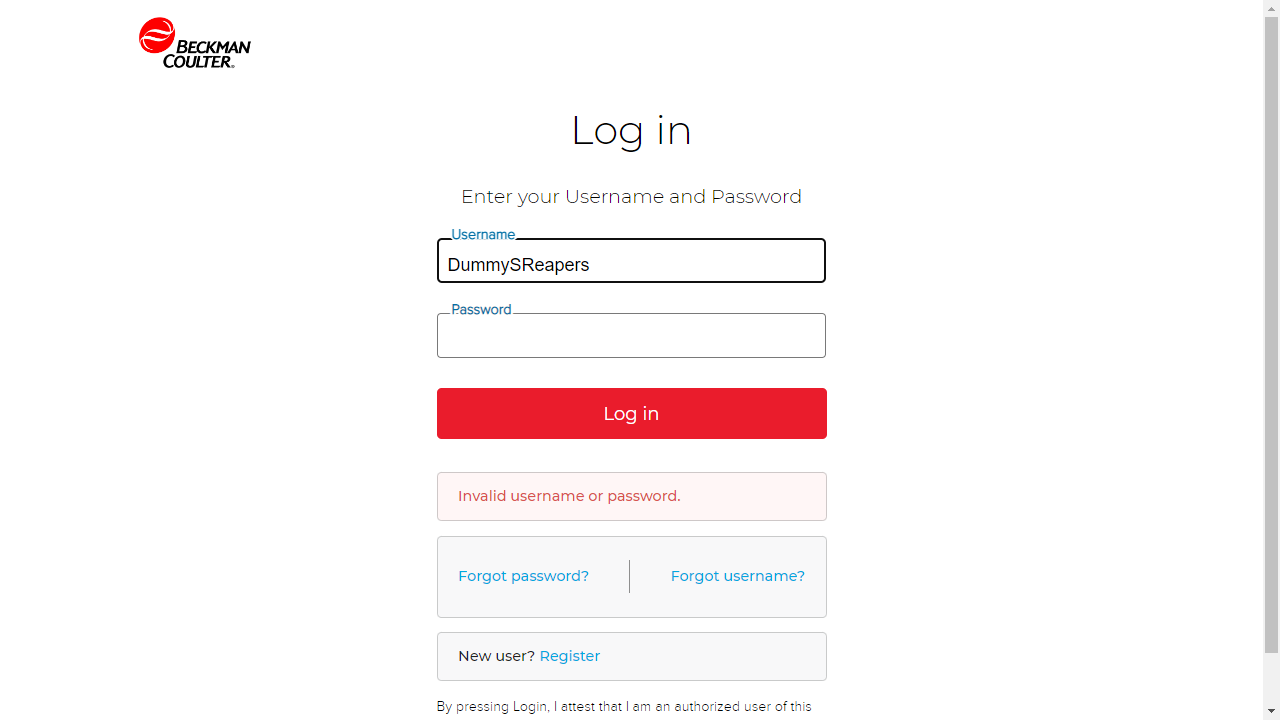 BECKMAN
COULTER®
Log in
Enter your Username and Password
Username
DummySReapers
Password
Log in
Invalid username or password.
Forgot password?
Forgot username?
New user? Register
By pressing Login, I attest that I am an authorized user of this